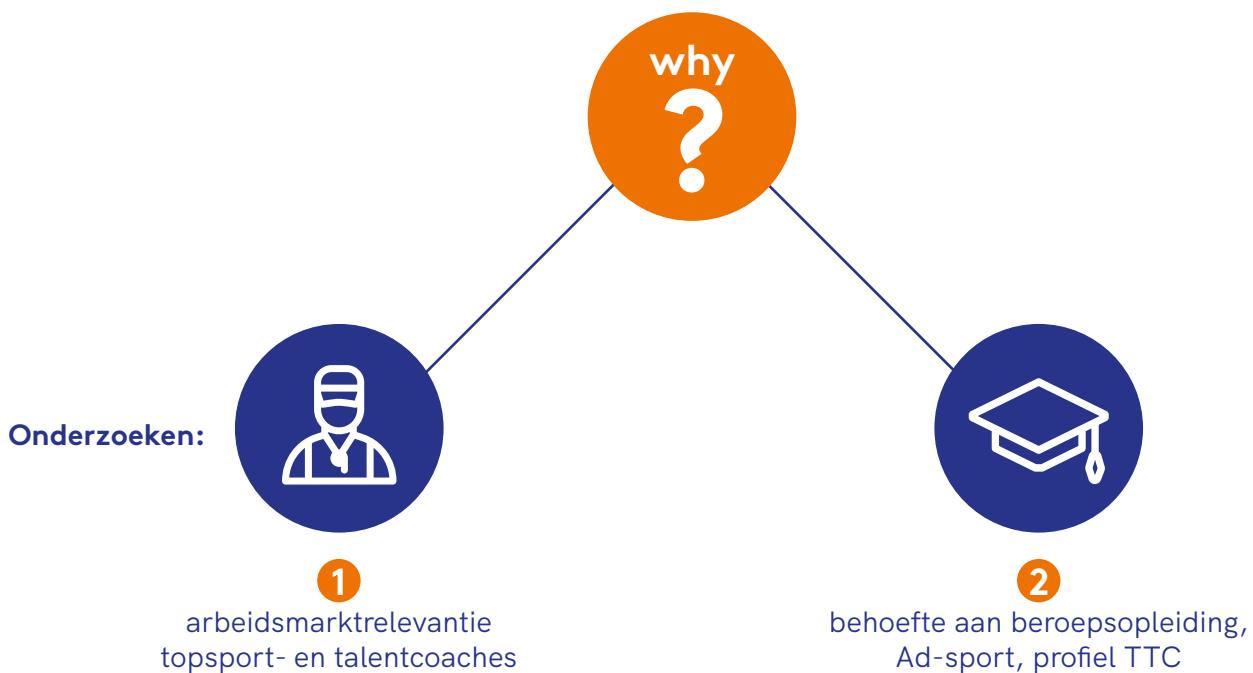 why
?
Onderzoeken:
1
arbeidsmarktrelevantie
topsport- en talentcoaches
2
behoefte aan beroepsopleiding,
Ad-sport, profiel TTC